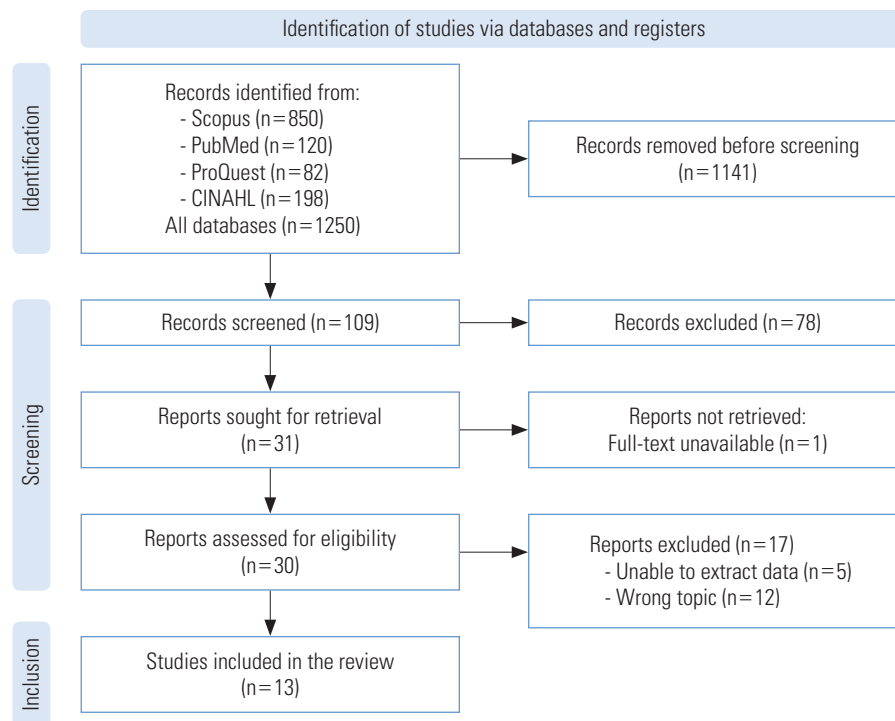 Identification of studies via databases and registers
Identification
Records identified from:
- Scopus (n=850)
- PubMed (n=120)
- ProQuest (n=82)
- CINAHL (n=198)
All databases (n=1250)
Records removed before screening
(n=1141)
Screening
Records screened (n=109)
Records excluded (n=78)
Reports sought for retrieval
(n=31)
Reports not retrieved:
Full-text unavailable (n=1)
Reports assessed for eligibility
(n=30)
Reports excluded (n=17)
- Unable to extract data (n=5)
- Wrong topic (n=12)
Inclusion
Studies included in the review
(n=13)